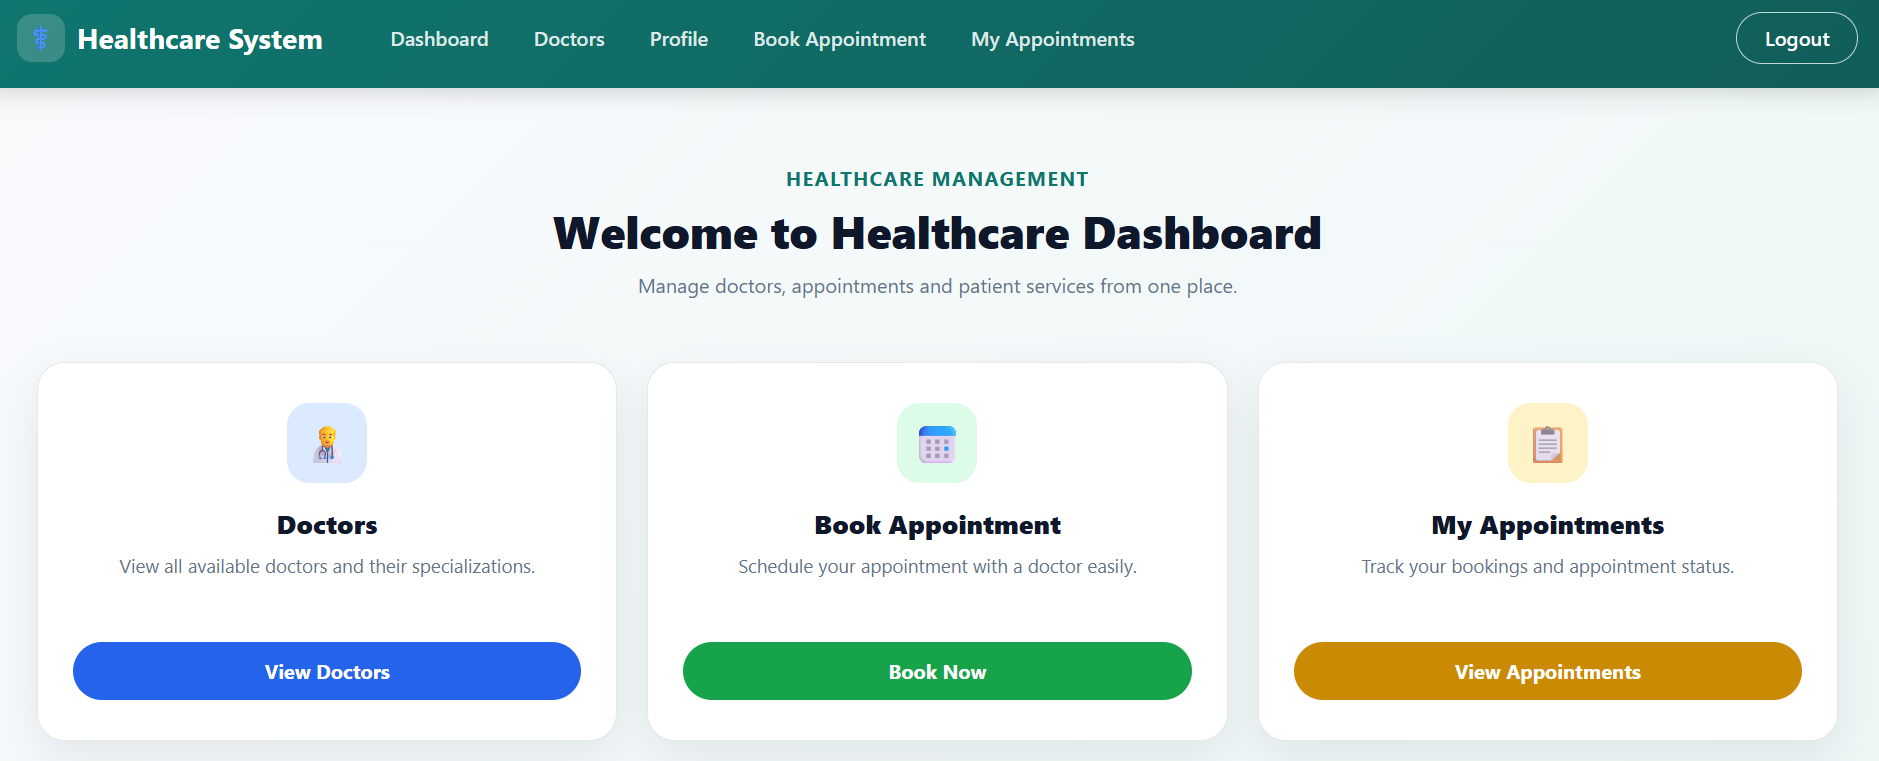 Healthcare System
Dashboard
Doctors
Profile
Book Appointment
My Appointments
Logout
HEALTHCARE MANAGEMENT
Welcome to Healthcare Dashboard
Manage doctors, appointments and patient services from one place.
Doctors
View all available doctors and their specializations.
View Doctors
Book Appointment
Schedule your appointment with a doctor easily.
Book Now
My Appointments
Track your bookings and appointment status.
View Appointments